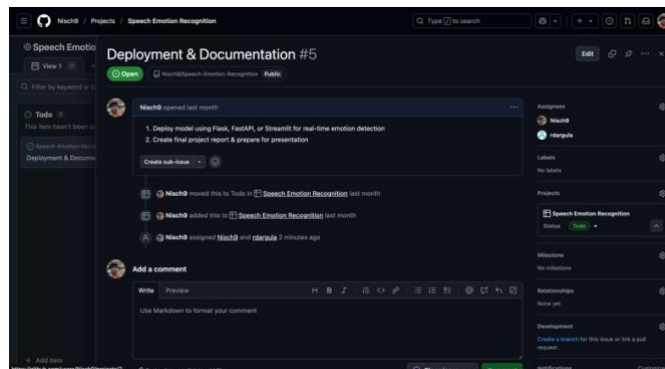 Nisch9 / Projects / Speech Emotion Recognition
Type / to search
Speech Emotio
View 1
Filter by keyword or b
Todo
This item hasn't been s
Deployment & Docume
Add item
Deployment & Documentation #5
Edit
Open
Nisch9/Speech-Emotion-Recognition Public
Nisch9 opened last month
1. Deploy model using Flask, FastAPI, or Streamlit for real-time emotion detection
2. Create final project report & prepare for presentation
Create sub-issue
Nisch9 moved this to Todo in Speech Emotion Recognition last month
Nisch9 added this to Speech Emotion Recognition last month
Nisch9 assigned Nisch9 and rdargula 2 minutes ago
Add a comment
Write Preview
H B I
Use Markdown to format your comment
Assignees
Nisch9
rdargula
Labels
No labels
Projects
Speech Emotion Recognition
Status Todo
Milestone
No milestone
Relationships
None yet
Development
Create a branch for this issue or link a pull
request.
Notifications